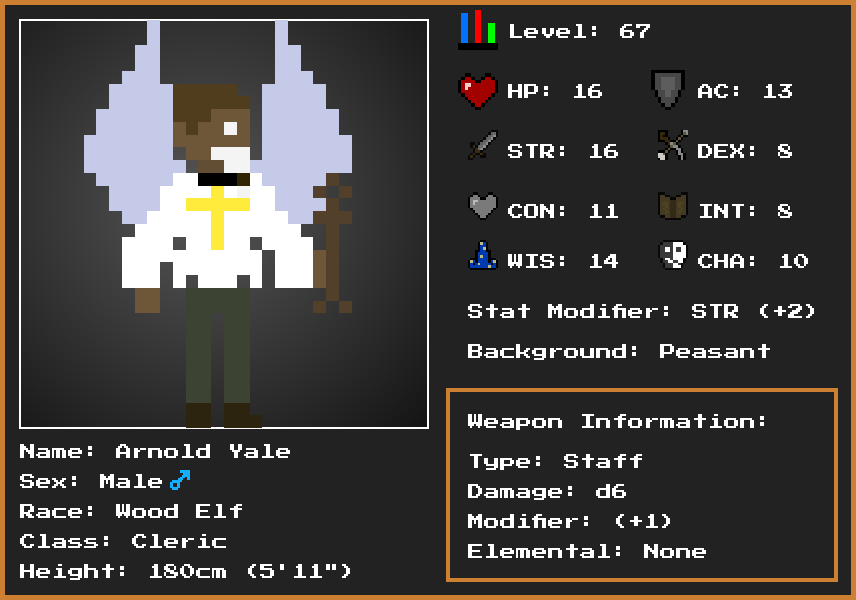 Level: 67
HP: 16
AC: 13
STR: 16
DEX: 8
CON: 11
INT: 8
WIS: 14
CHA: 10
Stat Modifier: STR (+2)
Background: Peasant
Weapon Information:
Type: Staff
Damage: d6
Modifier: (+1)
Elemental: None
Name: Arnold Yale
Sex: Male♂
Race: Wood Elf
Class: Cleric
Height: 180cm (5'11")